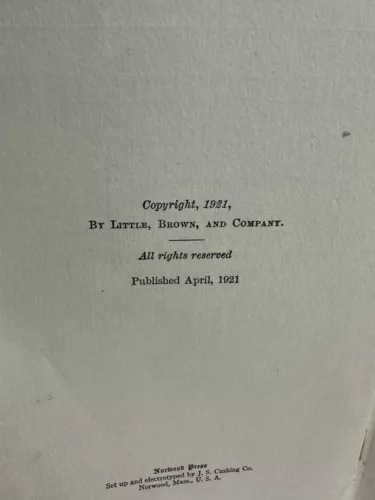 Copyright, 1921,
By Little, Brown, and Company.
All rights reserved
Published April, 1921
Norwood Press
Set up and electrotyped by J. S. Cushing Co.
Norwood, Mass., U. S. A.